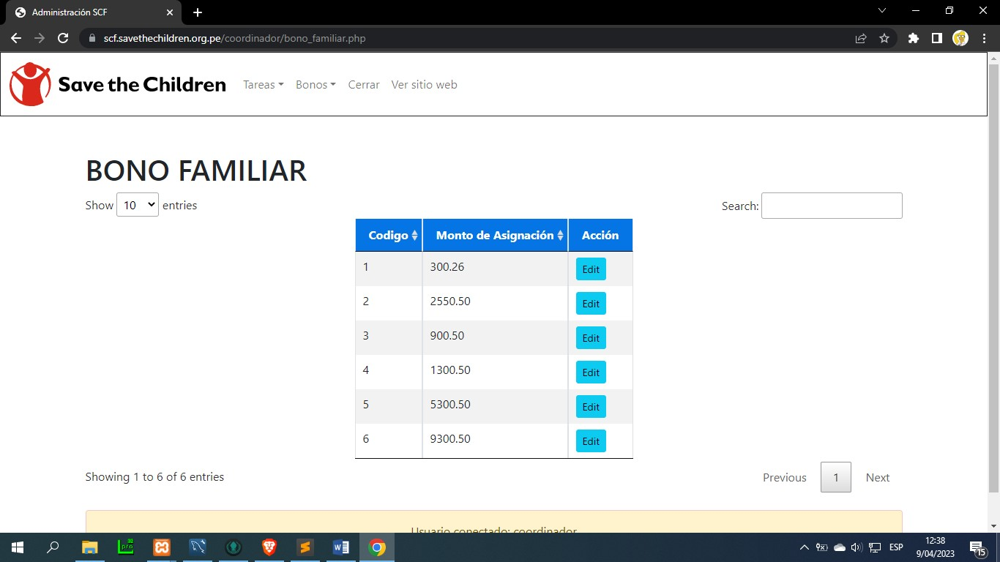 Administración SCF
scf.savethechildren.org.pe/coordinador/bono_familiar.php
Save the Children Tareas Bonos Cerrar Ver sitio web
BONO FAMILIAR
Show 10 entries Search:
Codigo Monto de Asignación Acción
1 300.26 Edit
2 2550.50 Edit
3 900.50 Edit
4 1300.50 Edit
5 5300.50 Edit
6 9300.50 Edit
Showing 1 to 6 of 6 entries Previous 1 Next
Usuario conectado: coordinador
ESP 12:38
9/04/2023 15